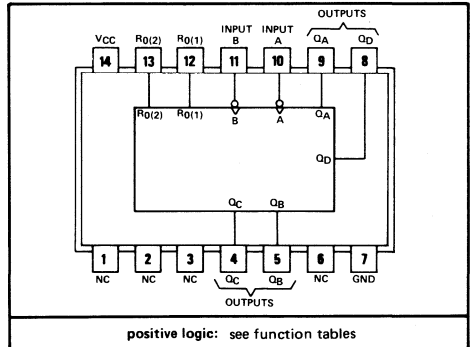 OUTPUTS
VCC R0(2) R0(1) INPUT B INPUT A QA QD
14 13 12 11 10 9 8
R0(2) R0(1) B A QA
QD
QC QB
1 2 3 4 5 6 7
NC NC NC QC QB NC GND
OUTPUTS
positive logic: see function tables